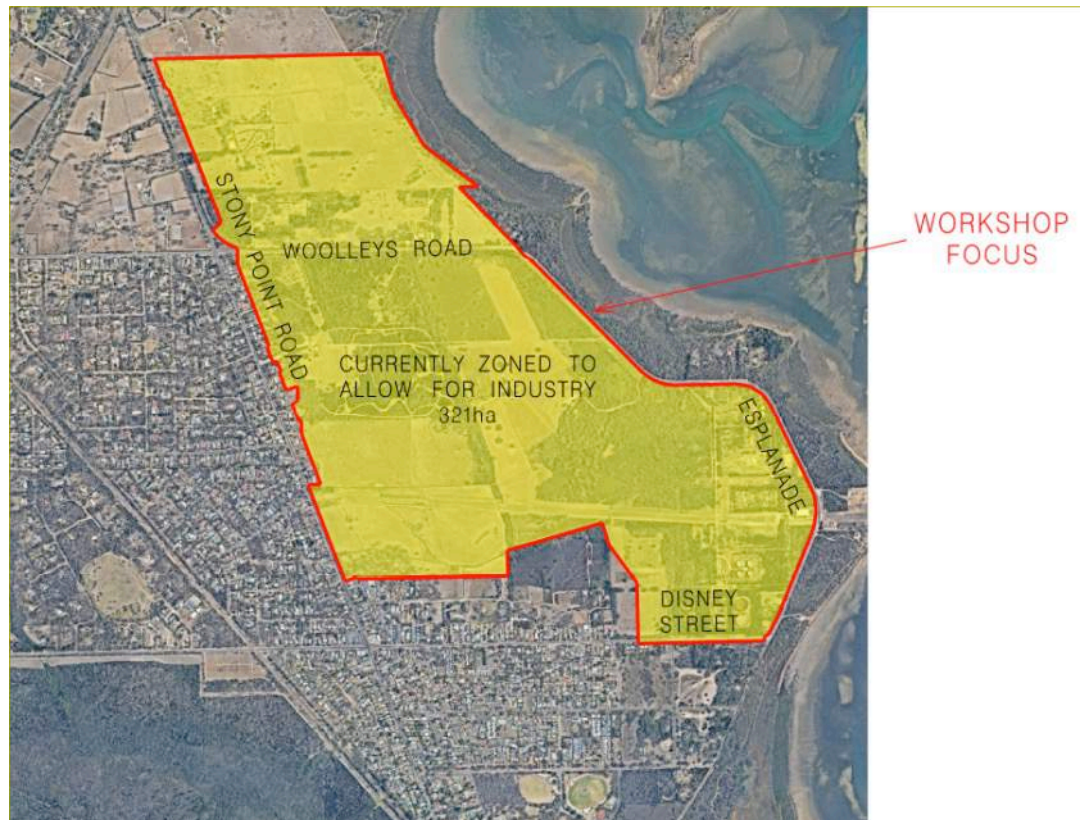 WORKSHOP
FOCUS
STONY POINT ROAD
WOOLLEYS ROAD
CURRENTLY ZONED TO
ALLOW FOR INDUSTRY
321ha
ESPLANADE
DISNEY
STREET